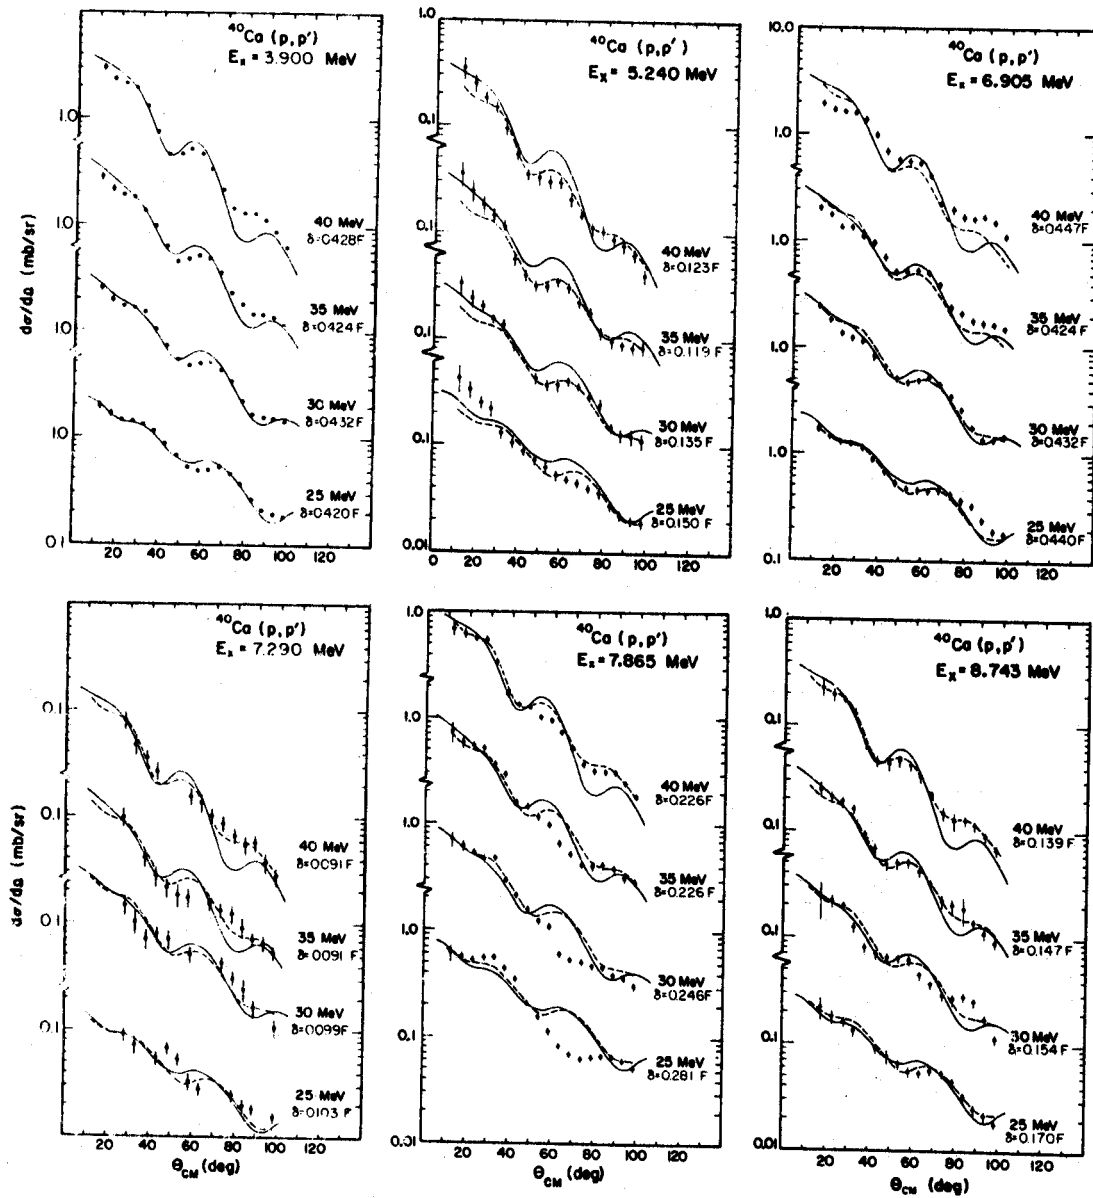 ⁴⁰Ca (p,p')
Eₓ = 3.900 MeV
1.0
1.0
1.0
1.0
0.1
dσ/dΩ (mb/sr)
40 MeV
δ=0.428F
35 MeV
δ=0.424 F
30 MeV
δ=0.432F
25 MeV
δ=0.420 F
20 40 60 80 100 120
⁴⁰Ca (p,p')
Eₓ= 5.240 MeV
1.0
0.1
0.1
0.1
0.1
0.01
40 MeV
δ=0.123F
35 MeV
δ=0.119F
30 MeV
δ=0.135F
25 MeV
δ=0.150F
0 20 40 60 80 100 120
⁴⁰Ca (p,p')
Eₓ = 6.905 MeV
10.0
1.0
1.0
1.0
1.0
0.1
40 MeV
δ=0.447F
35 MeV
δ=0.424 F
30 MeV
δ=0.432F
25 MeV
δ=0.440F
20 40 60 80 100 120
⁴⁰Ca (p,p')
Eₓ = 7.290 MeV
0.1
0.1
0.1
0.1
dσ/dΩ (mb/sr)
40 MeV
δ=0.091F
35 MeV
δ=0.091 F
30 MeV
δ=0.099F
25 MeV
δ=0.103 F
20 40 60 80 100 120
Θ_CM (deg)
⁴⁰Ca (p,p')
Eₓ = 7.865 MeV
1.0
1.0
1.0
1.0
0.1
0.01
40 MeV
δ=0.226F
35 MeV
δ=0.226F
30 MeV
δ=0.246F
25 MeV
δ=0.281F
20 40 60 80 100 120
Θ_CM (deg)
⁴⁰Ca (p,p')
Eₓ = 8.743 MeV
1.0
0.1
0.1
0.1
0.1
0.01
40 MeV
δ=0.139F
35 MeV
δ=0.147F
30 MeV
δ=0.154F
25 MeV
δ=0.170F
20 40 60 80 100 120
Θ_CM (deg)